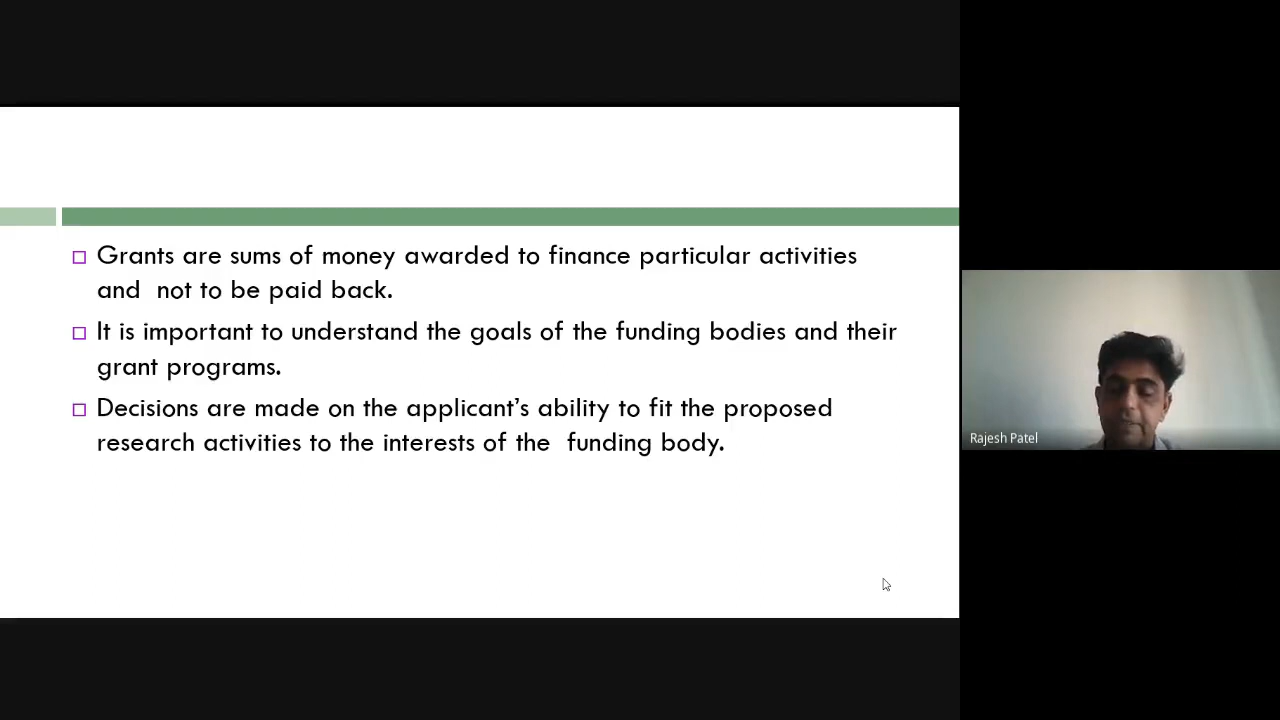 Grants are sums of money awarded to finance particular activities
and  not to be paid back.
It is important to understand the goals of the funding bodies and their
grant programs.
Decisions are made on the applicant’s ability to fit the proposed
research activities to the interests of the  funding body.
Rajesh Patel